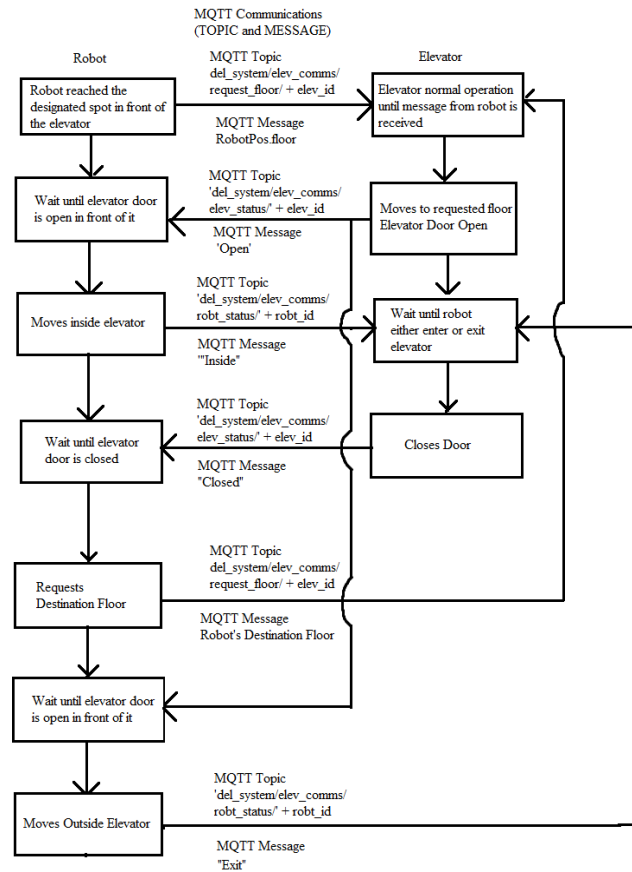 MQTT Communications
(TOPIC and MESSAGE)
Robot
Elevator
Robot reached the
designated spot in front of
the elevator
MQTT Topic
del_system/elev_comms/
request_floor/ + elev_id
MQTT Message
RobotPos.floor
Elevator normal operation
until message from robot is
received
Wait until elevator door
is open in front of it
MQTT Topic
'del_system/elev_comms/
elev_status/' + elev_id
MQTT Message
'Open'
Moves to requested floor
Elevator Door Open
Moves inside elevator
MQTT Topic
'del_system/elev_comms/
robt_status/' + robt_id
MQTT Message
'"Inside"
Wait until robot
either enter or exit
elevator
Wait until elevator
door is closed
MQTT Topic
'del_system/elev_comms/
elev_status/' + elev_id
MQTT Message
"Closed"
Closes Door
Requests
Destination Floor
MQTT Topic
del_system/elev_comms/
request_floor/ + elev_id
MQTT Message
Robot's Destination Floor
Wait until elevator door
is open in front of it
Moves Outside Elevator
MQTT Topic
'del_system/elev_comms/
robt_status/' + robt_id
MQTT Message
"Exit"